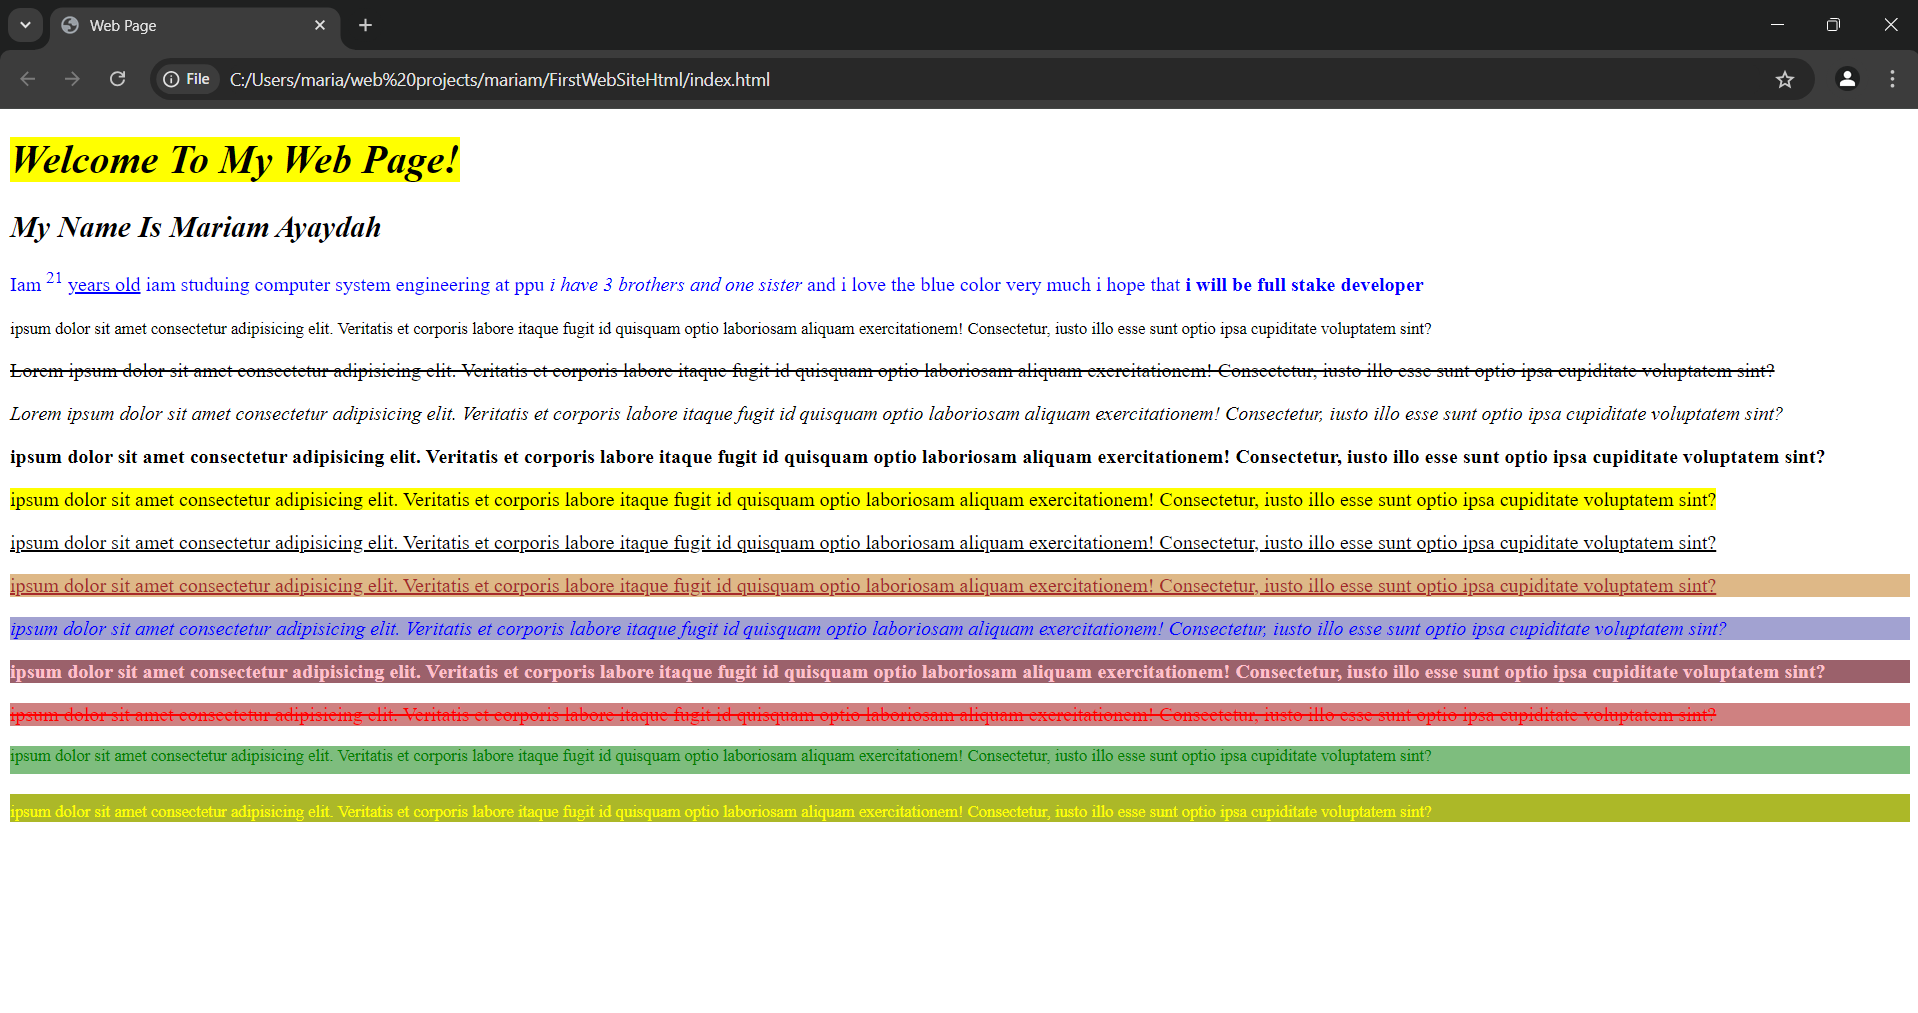 Web Page
File
C:/Users/maria/web%20projects/mariam/FirstWebSiteHtml/index.html
Welcome To My Web Page!
My Name Is Mariam Ayaydah
Iam 21 years old iam studuing computer system engineering at ppu i have 3 brothers and one sister and i love the blue color very much i hope that i will be full stake developer
ipsum dolor sit amet consectetur adipisicing elit. Veritatis et corporis labore itaque fugit id quisquam optio laboriosam aliquam exercitationem! Consectetur, iusto illo esse sunt optio ipsa cupiditate voluptatem sint?
Lorem ipsum dolor sit amet consectetur adipisicing elit. Veritatis et corporis labore itaque fugit id quisquam optio laboriosam aliquam exercitationem! Consectetur, iusto illo esse sunt optio ipsa cupiditate voluptatem sint?
Lorem ipsum dolor sit amet consectetur adipisicing elit. Veritatis et corporis labore itaque fugit id quisquam optio laboriosam aliquam exercitationem! Consectetur, iusto illo esse sunt optio ipsa cupiditate voluptatem sint?
ipsum dolor sit amet consectetur adipisicing elit. Veritatis et corporis labore itaque fugit id quisquam optio laboriosam aliquam exercitationem! Consectetur, iusto illo esse sunt optio ipsa cupiditate voluptatem sint?
ipsum dolor sit amet consectetur adipisicing elit. Veritatis et corporis labore itaque fugit id quisquam optio laboriosam aliquam exercitationem! Consectetur, iusto illo esse sunt optio ipsa cupiditate voluptatem sint?
ipsum dolor sit amet consectetur adipisicing elit. Veritatis et corporis labore itaque fugit id quisquam optio laboriosam aliquam exercitationem! Consectetur, iusto illo esse sunt optio ipsa cupiditate voluptatem sint?
ipsum dolor sit amet consectetur adipisicing elit. Veritatis et corporis labore itaque fugit id quisquam optio laboriosam aliquam exercitationem! Consectetur, iusto illo esse sunt optio ipsa cupiditate voluptatem sint?
ipsum dolor sit amet consectetur adipisicing elit. Veritatis et corporis labore itaque fugit id quisquam optio laboriosam aliquam exercitationem! Consectetur, iusto illo esse sunt optio ipsa cupiditate voluptatem sint?
ipsum dolor sit amet consectetur adipisicing elit. Veritatis et corporis labore itaque fugit id quisquam optio laboriosam aliquam exercitationem! Consectetur, iusto illo esse sunt optio ipsa cupiditate voluptatem sint?
ipsum dolor sit amet consectetur adipisicing elit. Veritatis et corporis labore itaque fugit id quisquam optio laboriosam aliquam exercitationem! Consectetur, iusto illo esse sunt optio ipsa cupiditate voluptatem sint?
ipsum dolor sit amet consectetur adipisicing elit. Veritatis et corporis labore itaque fugit id quisquam optio laboriosam aliquam exercitationem! Consectetur, iusto illo esse sunt optio ipsa cupiditate voluptatem sint?
ipsum dolor sit amet consectetur adipisicing elit. Veritatis et corporis labore itaque fugit id quisquam optio laboriosam aliquam exercitationem! Consectetur, iusto illo esse sunt optio ipsa cupiditate voluptatem sint?